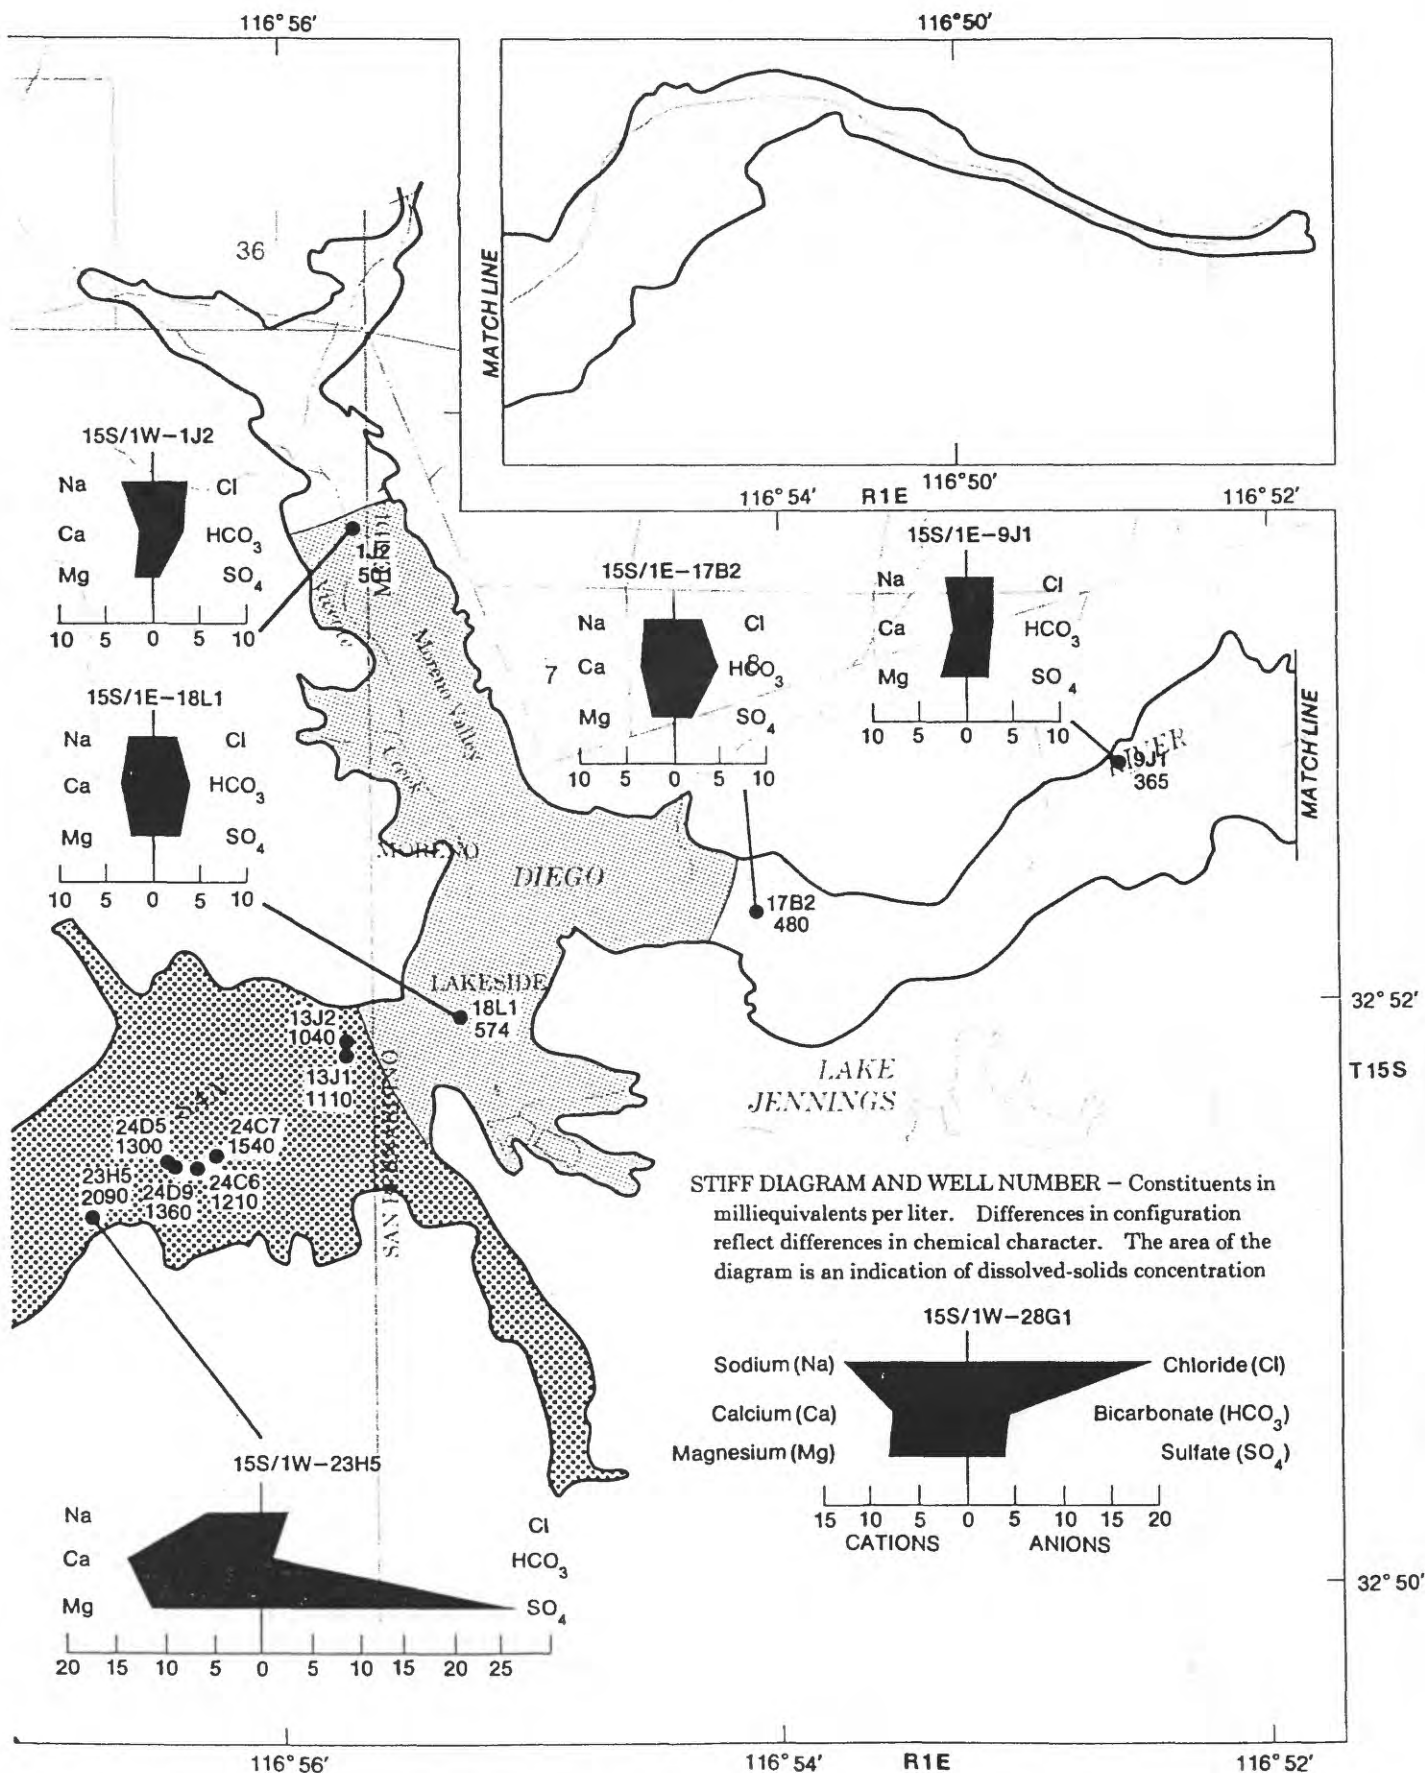 116°56′
116°50′
36
MATCH LINE
116°50′
116°54′ R1E 116°52′
15S/1W–1J2
Na Cl
Ca HCO3
Mg SO4
10 5 0 5 10
1J2
15S/1E–17B2
Na Cl
7 Ca HCO3 8
Mg SO4
10 5 0 5 10
15S/1E–9J1
Na Cl
Ca HCO3
Mg SO4
10 5 0 5 10
Moreno Valley
Creek
15S/1E–18L1
Na Cl
Ca HCO3
Mg SO4
10 5 0 5 10
RIVER
9J1
365
MATCH LINE
MORENO
DIEGO
17B2
480
LAKESIDE
18L1
574
32°52′
13J2
1040
13J1
1110
LAKE
JENNINGS
T15S
SAN BERNARDINO
MERIDI
24D5
1300
24C7
1540
23H5
2090
24D9
1360
24C6
1210
STIFF DIAGRAM AND WELL NUMBER – Constituents in
milliequivalents per liter. Differences in configuration
reflect differences in chemical character. The area of the
diagram is an indication of dissolved-solids concentration
15S/1W–28G1
Sodium (Na) Chloride (Cl)
Calcium (Ca) Bicarbonate (HCO3)
Magnesium (Mg) Sulfate (SO4)
15 10 5 0 5 10 15 20
CATIONS ANIONS
15S/1W–23H5
Na Cl
Ca HCO3
Mg SO4
20 15 10 5 0 5 10 15 20 25
32°50′
116°56′ 116°54′ R1E 116°52′